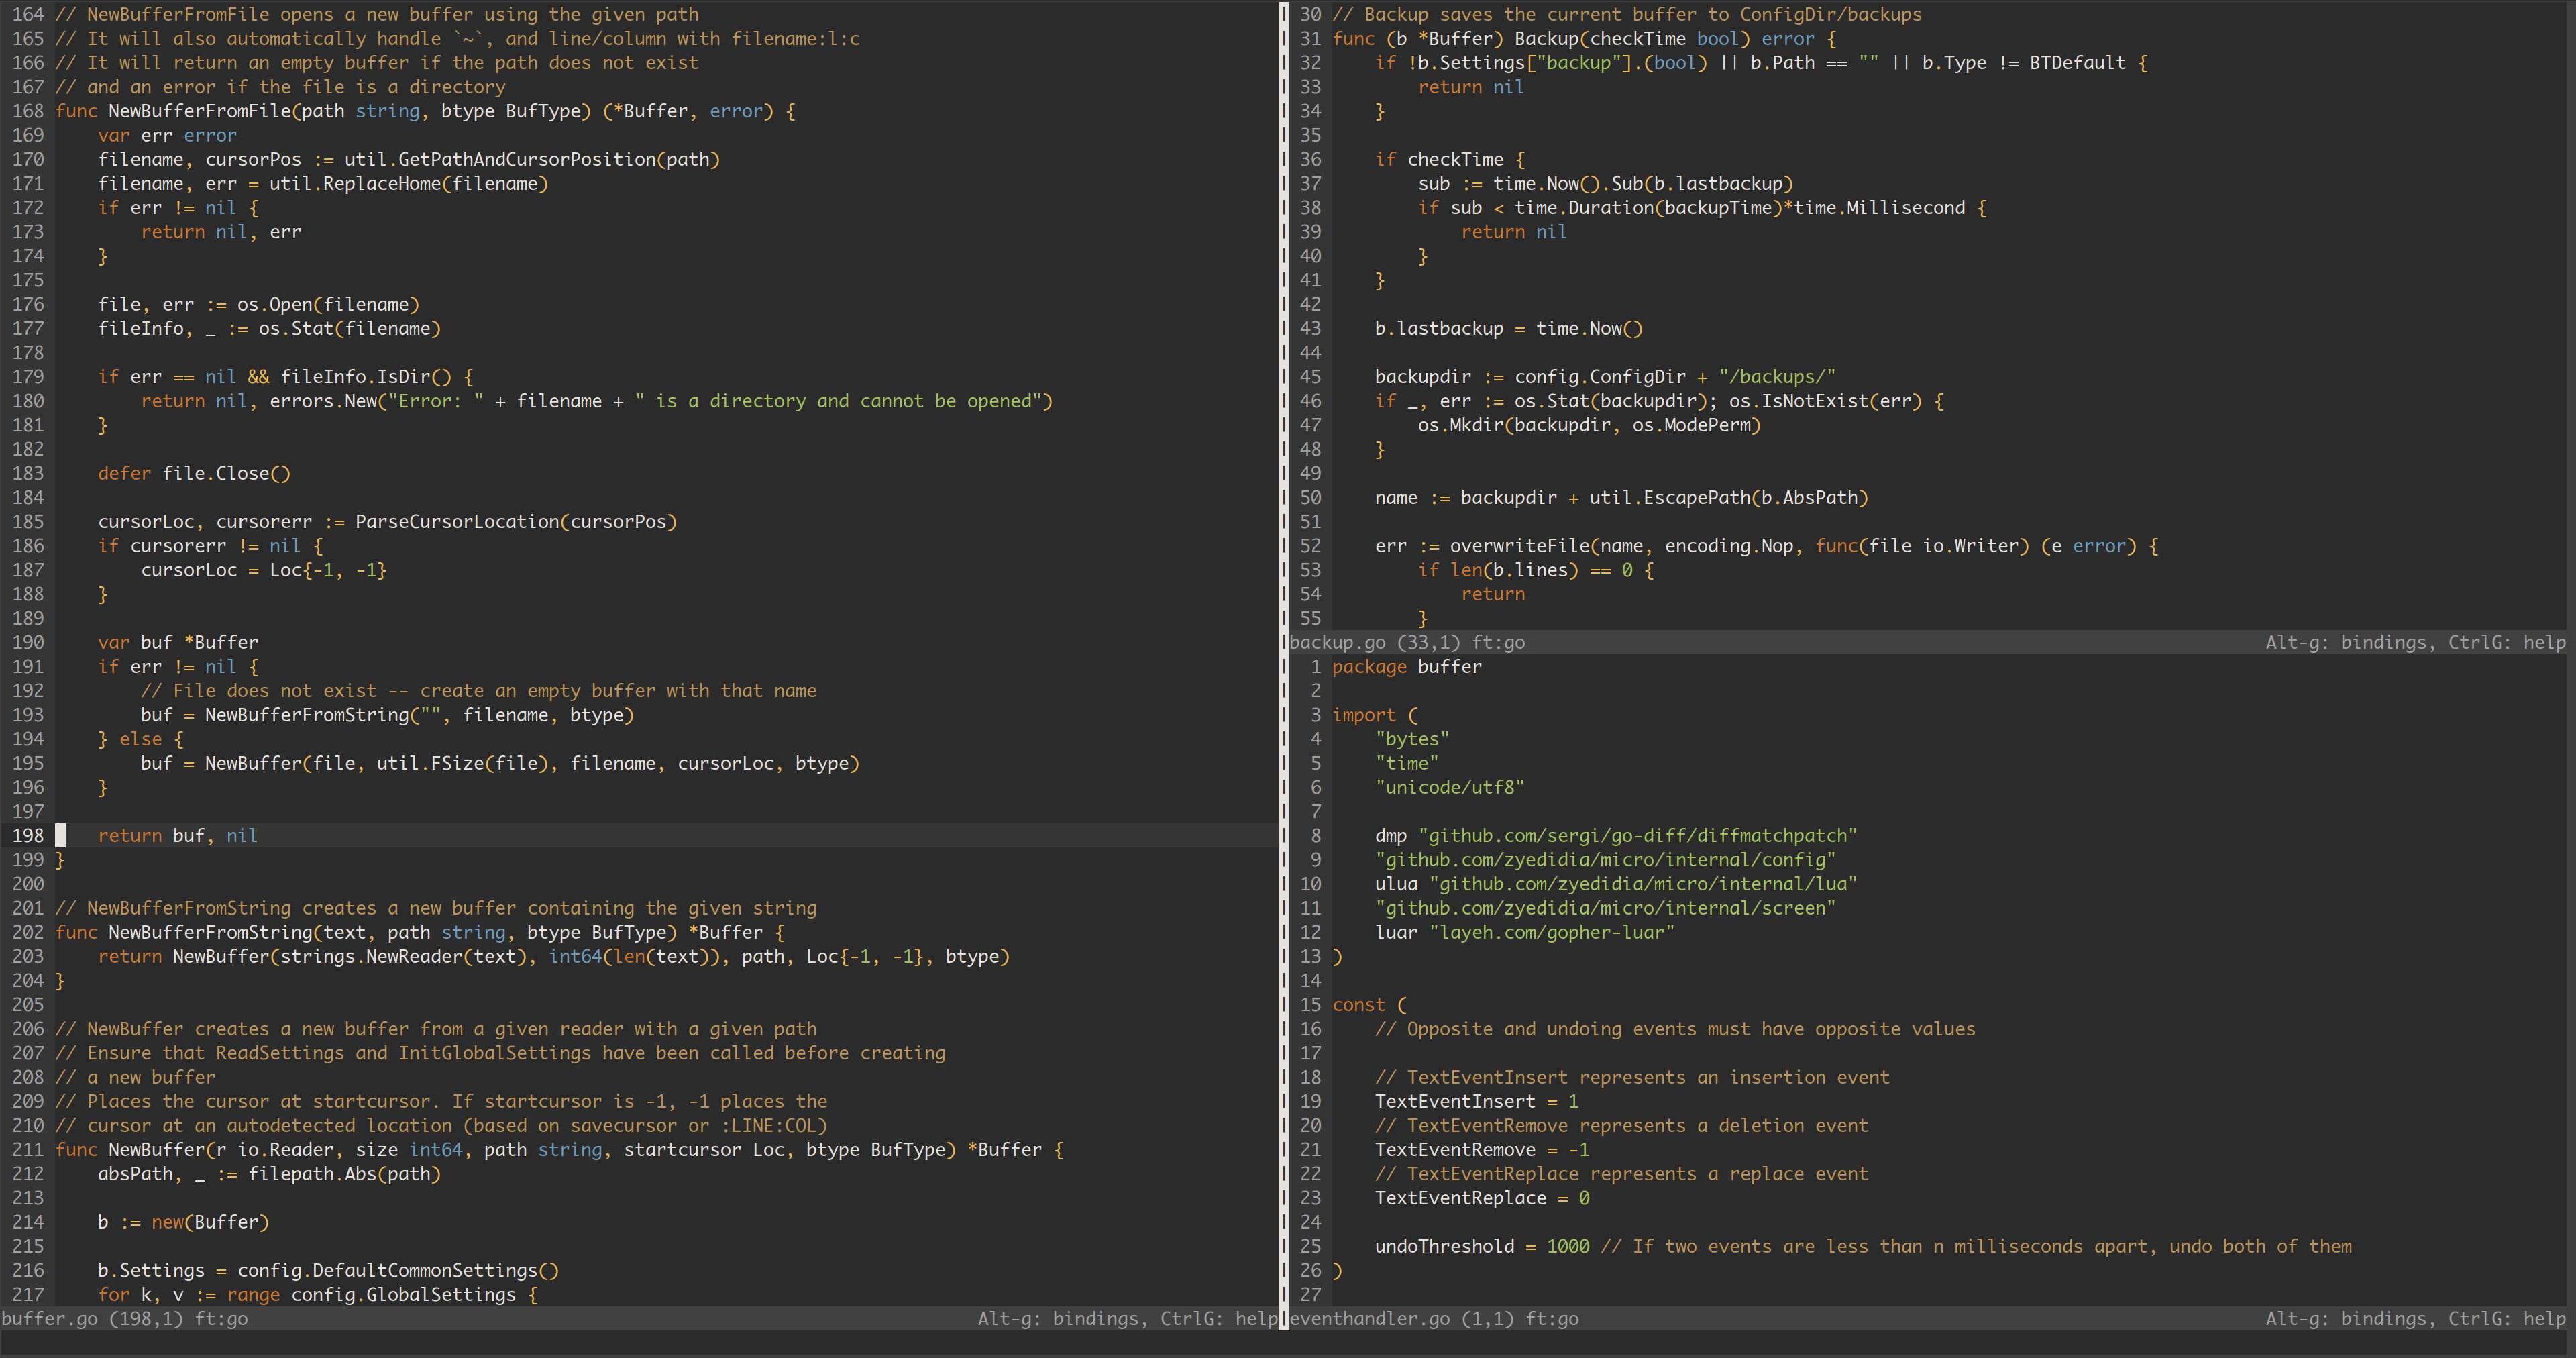 164 // NewBufferFromFile opens a new buffer using the given path
165 // It will also automatically handle `~`, and line/column with filename:l:c
166 // It will return an empty buffer if the path does not exist
167 // and an error if the file is a directory
168 func NewBufferFromFile(path string, btype BufType) (*Buffer, error) {
169     var err error
170     filename, cursorPos := util.GetPathAndCursorPosition(path)
171     filename, err = util.ReplaceHome(filename)
172     if err != nil {
173         return nil, err
174     }
175
176     file, err := os.Open(filename)
177     fileInfo, _ := os.Stat(filename)
178
179     if err == nil && fileInfo.IsDir() {
180         return nil, errors.New("Error: " + filename + " is a directory and cannot be opened")
181     }
182
183     defer file.Close()
184
185     cursorLoc, cursorerr := ParseCursorLocation(cursorPos)
186     if cursorerr != nil {
187         cursorLoc = Loc{-1, -1}
188     }
189
190     var buf *Buffer
191     if err != nil {
192         // File does not exist -- create an empty buffer with that name
193         buf = NewBufferFromString("", filename, btype)
194     } else {
195         buf = NewBuffer(file, util.FSize(file), filename, cursorLoc, btype)
196     }
197
198     return buf, nil
199 }
200
201 // NewBufferFromString creates a new buffer containing the given string
202 func NewBufferFromString(text, path string, btype BufType) *Buffer {
203     return NewBuffer(strings.NewReader(text), int64(len(text)), path, Loc{-1, -1}, btype)
204 }
205
206 // NewBuffer creates a new buffer from a given reader with a given path
207 // Ensure that ReadSettings and InitGlobalSettings have been called before creating
208 // a new buffer
209 // Places the cursor at startcursor. If startcursor is -1, -1 places the
210 // cursor at an autodetected location (based on savecursor or :LINE:COL)
211 func NewBuffer(r io.Reader, size int64, path string, startcursor Loc, btype BufType) *Buffer {
212     absPath, _ := filepath.Abs(path)
213
214     b := new(Buffer)
215
216     b.Settings = config.DefaultCommonSettings()
217     for k, v := range config.GlobalSettings {
buffer.go (198,1) ft:go Alt-g: bindings, CtrlG: help
30 // Backup saves the current buffer to ConfigDir/backups
31 func (b *Buffer) Backup(checkTime bool) error {
32     if !b.Settings["backup"].(bool) || b.Path == "" || b.Type != BTDefault {
33         return nil
34     }
35
36     if checkTime {
37         sub := time.Now().Sub(b.lastbackup)
38         if sub < time.Duration(backupTime)*time.Millisecond {
39             return nil
40         }
41     }
42
43     b.lastbackup = time.Now()
44
45     backupdir := config.ConfigDir + "/backups/"
46     if _, err := os.Stat(backupdir); os.IsNotExist(err) {
47         os.Mkdir(backupdir, os.ModePerm)
48     }
49
50     name := backupdir + util.EscapePath(b.AbsPath)
51
52     err := overwriteFile(name, encoding.Nop, func(file io.Writer) (e error) {
53         if len(b.lines) == 0 {
54             return
55         }
backup.go (33,1) ft:go Alt-g: bindings, CtrlG: help
1 package buffer
2
3 import (
4     "bytes"
5     "time"
6     "unicode/utf8"
7
8     dmp "github.com/sergi/go-diff/diffmatchpatch"
9     "github.com/zyedidia/micro/internal/config"
10     ulua "github.com/zyedidia/micro/internal/lua"
11     "github.com/zyedidia/micro/internal/screen"
12     luar "layeh.com/gopher-luar"
13 )
14
15 const (
16     // Opposite and undoing events must have opposite values
17
18     // TextEventInsert represents an insertion event
19     TextEventInsert = 1
20     // TextEventRemove represents a deletion event
21     TextEventRemove = -1
22     // TextEventReplace represents a replace event
23     TextEventReplace = 0
24
25     undoThreshold = 1000 // If two events are less than n milliseconds apart, undo both of them
26 )
27
eventhandler.go (1,1) ft:go Alt-g: bindings, CtrlG: help